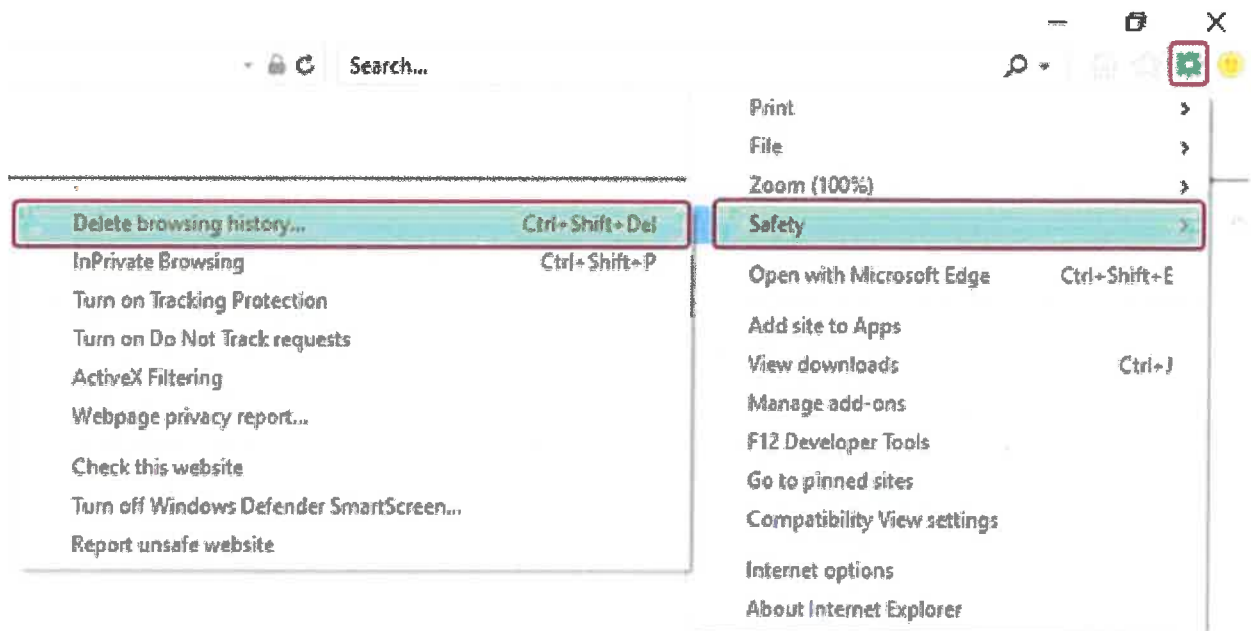 Search...
Print
File
Zoom (100%)
Safety
Delete browsing history... Ctrl+Shift+Del
InPrivate Browsing Ctrl+Shift+P
Turn on Tracking Protection
Turn on Do Not Track requests
ActiveX Filtering
Webpage privacy report...
Check this website
Turn off Windows Defender SmartScreen...
Report unsafe website
Open with Microsoft Edge Ctrl+Shift+E
Add site to Apps
View downloads Ctrl+J
Manage add-ons
F12 Developer Tools
Go to pinned sites
Compatibility View settings
Internet options
About Internet Explorer